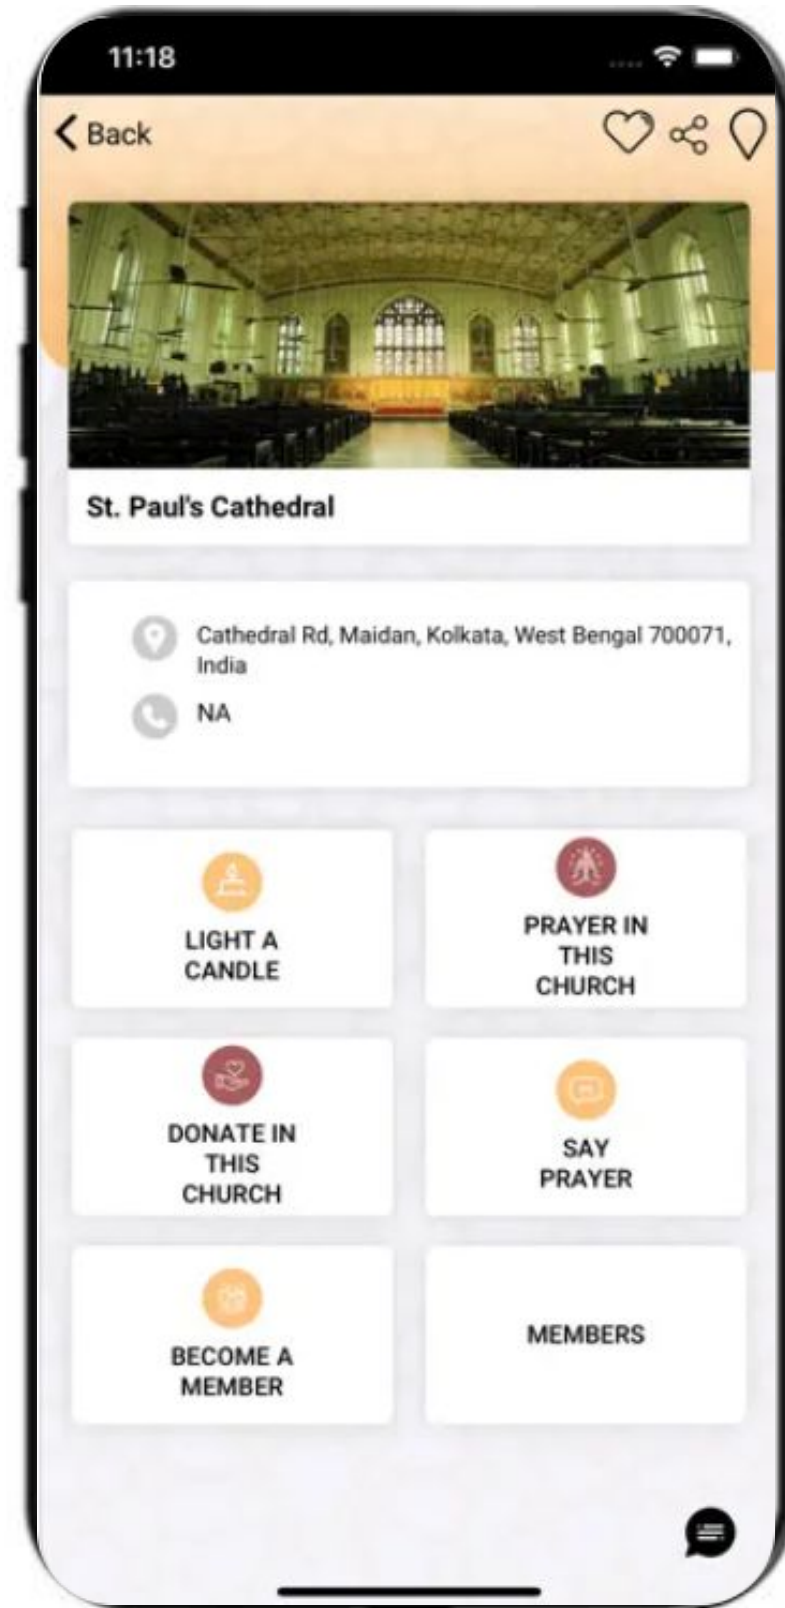 11:18
Back
St. Paul's Cathedral
Cathedral Rd, Maidan, Kolkata, West Bengal 700071,
India
NA
LIGHT A
CANDLE
PRAYER IN
THIS
CHURCH
DONATE IN
THIS
CHURCH
SAY
PRAYER
BECOME A
MEMBER
MEMBERS